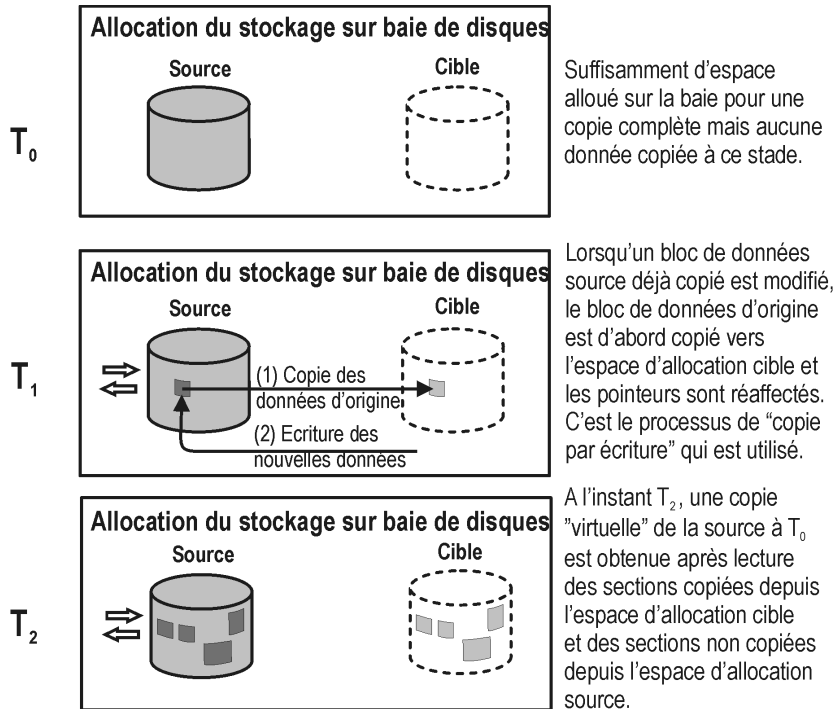 Allocation du stockage sur baie de disques
Source
Cible
T0
Suffisamment d'espace
alloué sur la baie pour une
copie complète mais aucune
donnée copiée à ce stade.
Allocation du stockage sur baie de disques
Source
Cible
T1
(1) Copie des
données d'origine
(2) Ecriture des
nouvelles données
Lorsqu'un bloc de données
source déjà copié est modifié,
le bloc de données d'origine
est d'abord copié vers
l'espace d'allocation cible et
les pointeurs sont réaffectés.
C'est le processus de “copie
par écriture” qui est utilisé.
Allocation du stockage sur baie de disques
Source
Cible
T2
A l'instant T2, une copie
”virtuelle” de la source à T0
est obtenue après lecture
des sections copiées depuis
l'espace d'allocation cible
et des sections non copiées
depuis l'espace d'allocation
source.